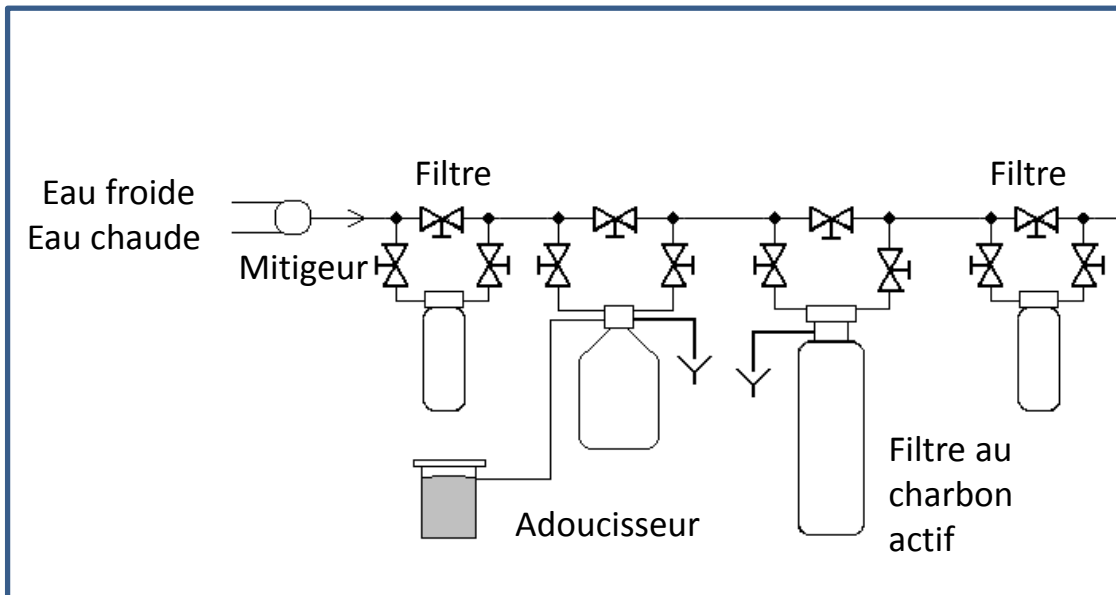 Filtre
Filtre
Eau froide
Eau chaude
Mitigeur
Filtre au
charbon
actif
Adoucisseur